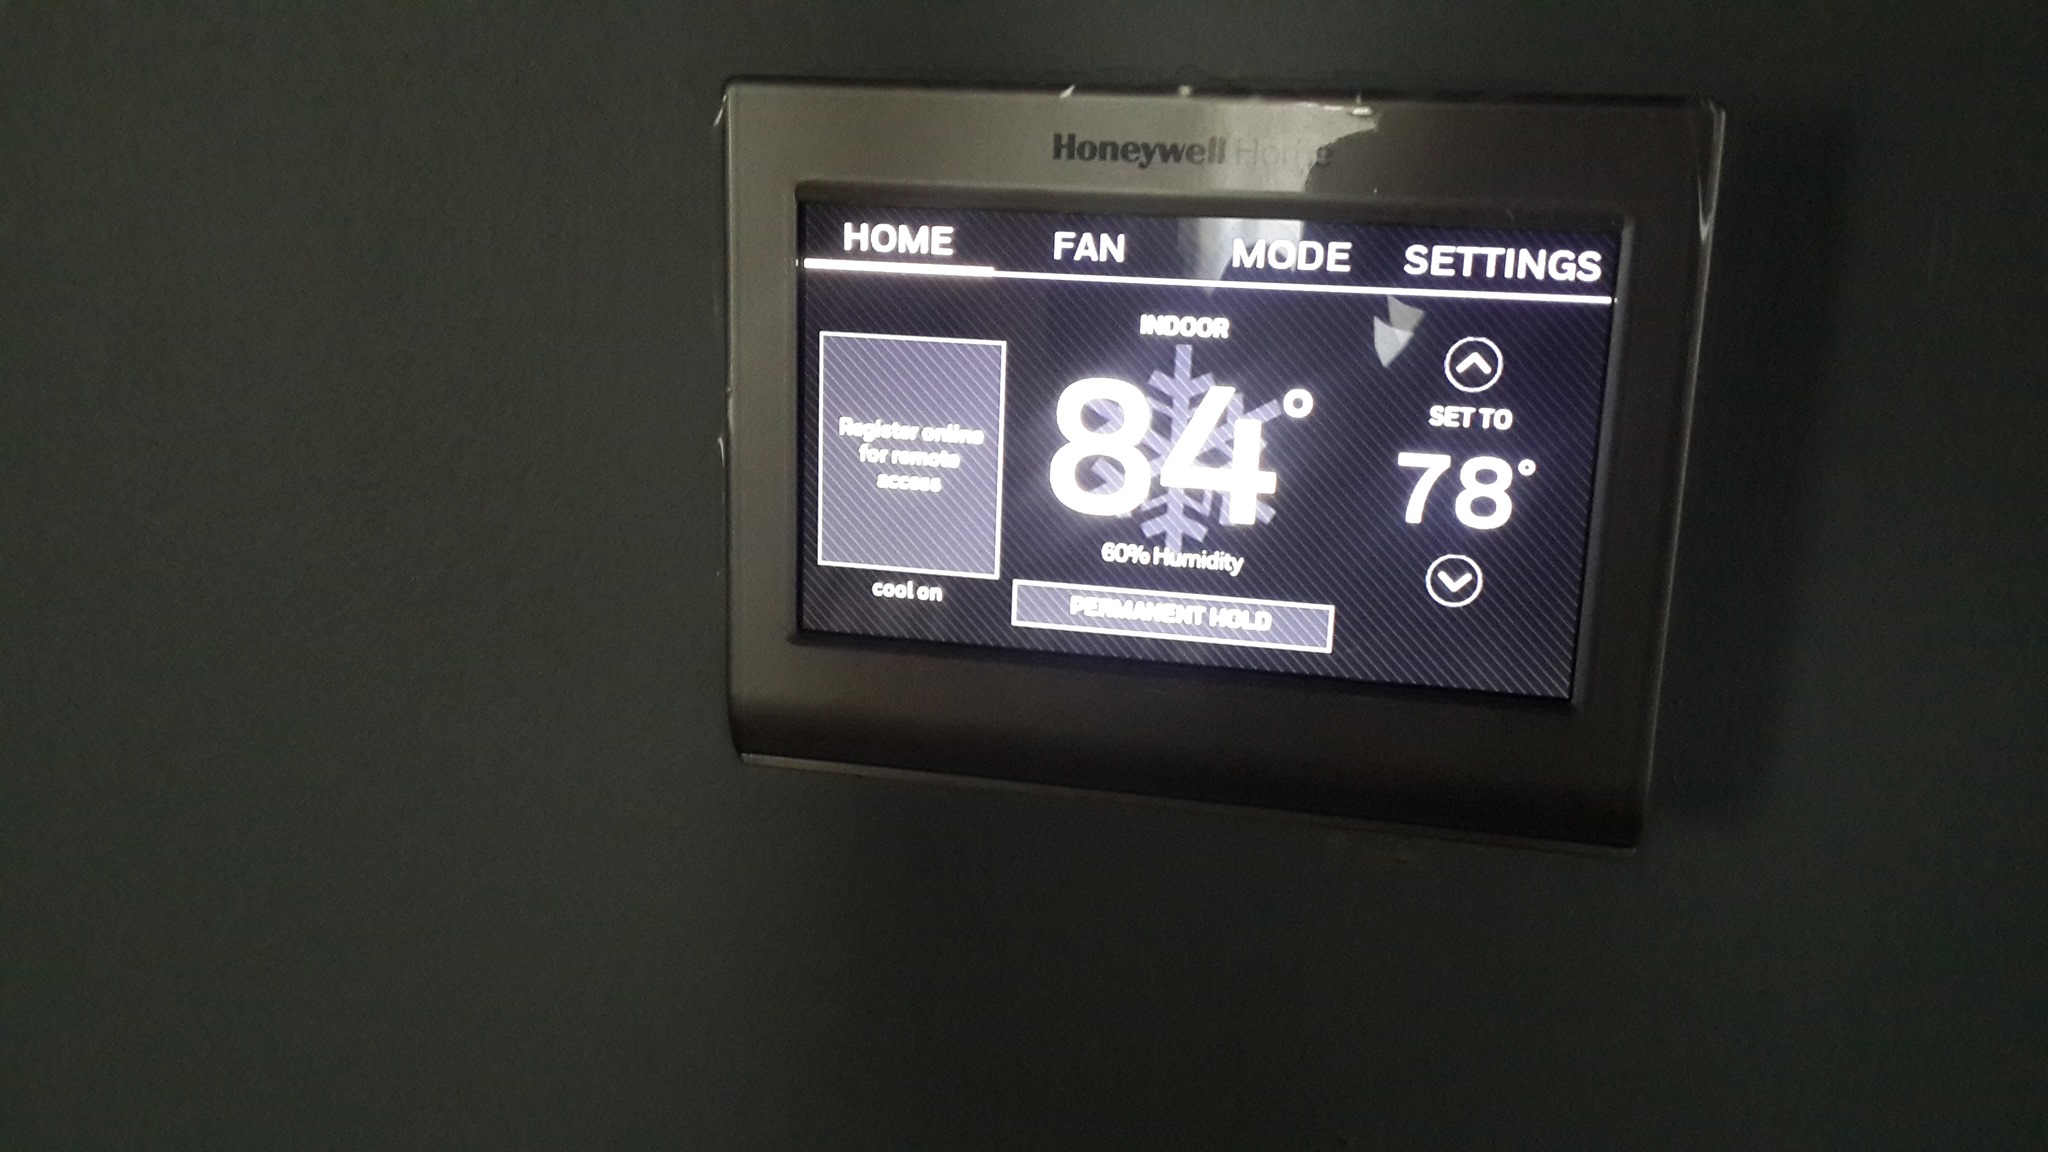 Honeywell Home
HOME FAN MODE SETTINGS
INDOOR
84°
60% Humidity
PERMANENT HOLD
Register online
for remote
access
cool on
SET TO
78°